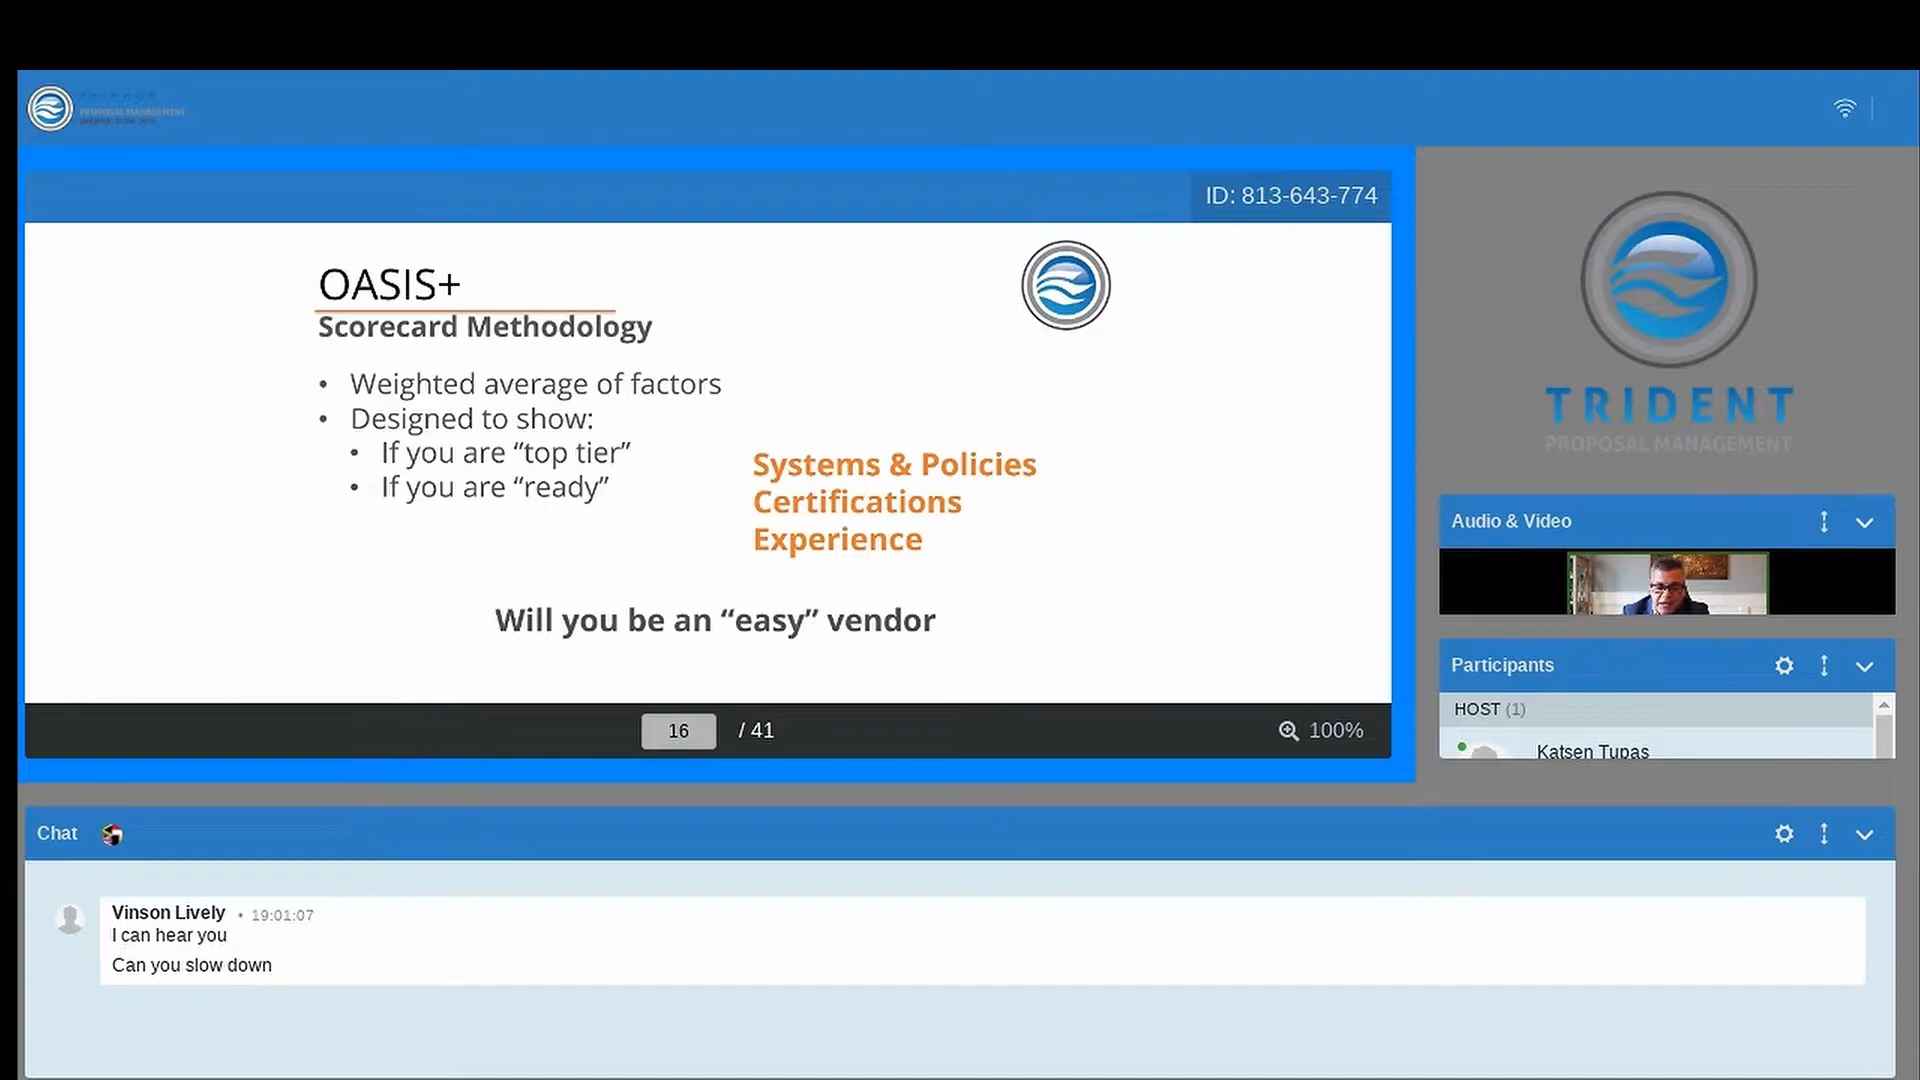 TRIDENT
PROPOSAL MANAGEMENT
ID: 813-643-774
OASIS+
Scorecard Methodology
• Weighted average of factors
• Designed to show:
• If you are “top tier”
• If you are “ready”
Systems & Policies
Certifications
Experience
Will you be an “easy” vendor
16 / 41
100%
TRIDENT
PROPOSAL MANAGEMENT
Audio & Video
Participants
HOST (1)
Katsen Tupas
Chat
Vinson Lively • 19:01:07
I can hear you
Can you slow down